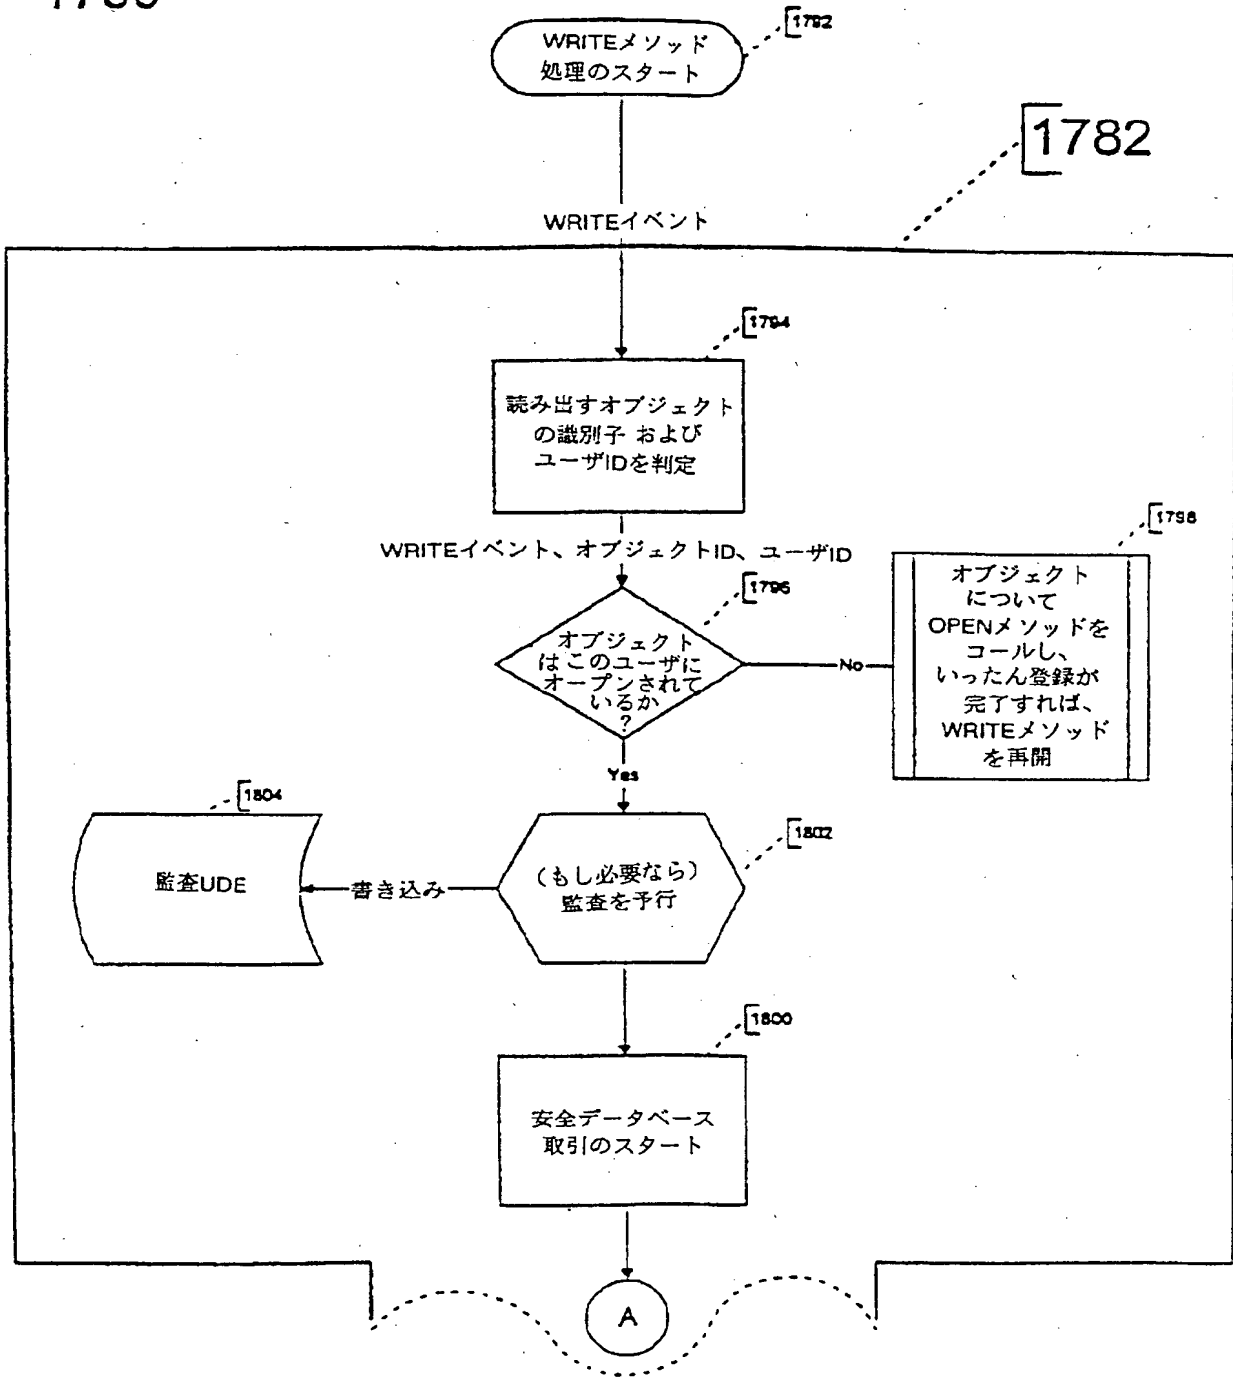 1792
WRITEメソッド
処理のスタート
1782
WRITEイベント
1794
読み出すオブジェクト
の識別子 および
ユーザIDを判定
WRITEイベント、オブジェクトID、ユーザID
1796
1798
オブジェクト
は このユーザに
オープンされて
いるか
?
No
オブジェクト
について
OPENメソッドを
コールし、
いったん登録が
完了すれば、
WRITEメソッド
を再開
Yes
1804
監査UDE
書き込み
1802
(もし必要なら)
監査を予行
1800
安全データベース
取引のスタート
A